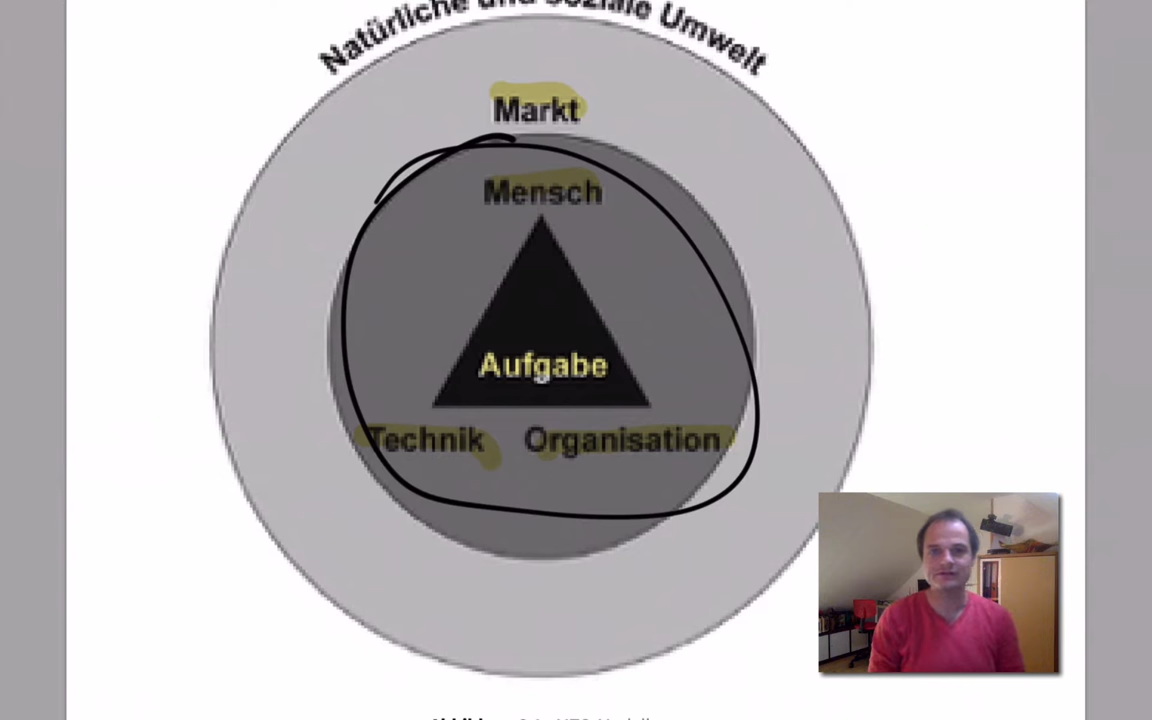 Natürliche und soziale Umwelt
Markt
Mensch
Aufgabe
Technik Organisation